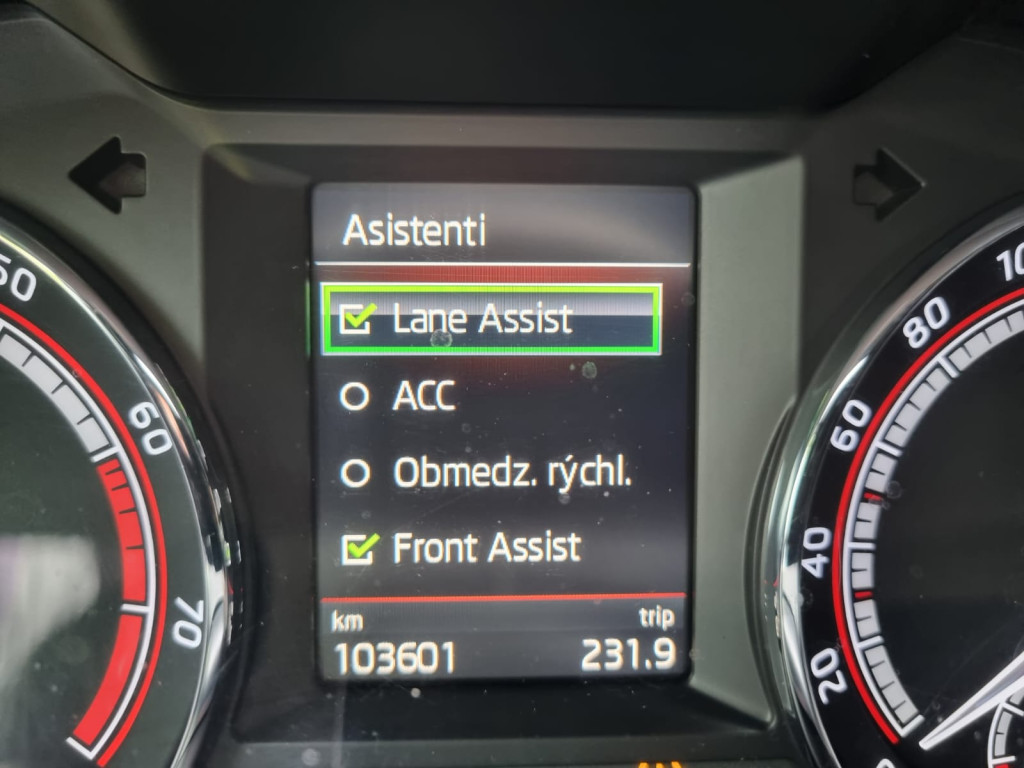 Asistenti
Lane Assist
ACC
Obmedz. rýchl.
Front Assist
km trip
103601 231.9
50
60
70
80
60
40
20